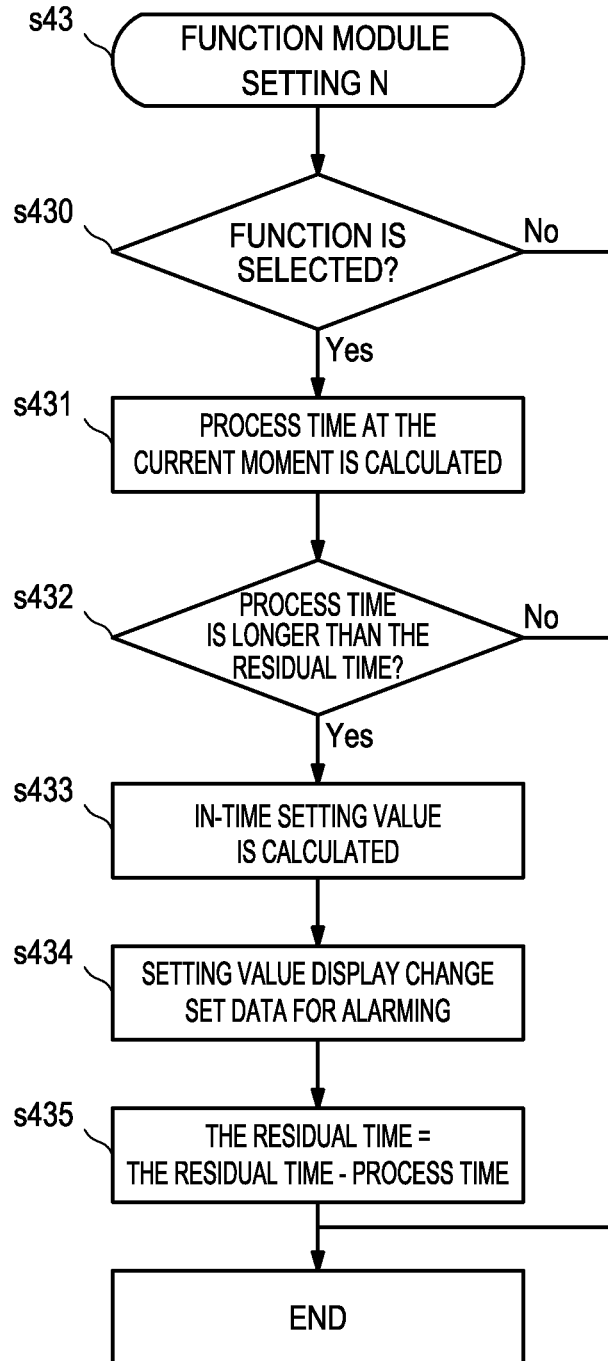 s43
FUNCTION MODULE
SETTING N
s430
FUNCTION IS
SELECTED?
No
Yes
s431
PROCESS TIME AT THE
CURRENT MOMENT IS CALCULATED
s432
PROCESS TIME
IS LONGER THAN THE
RESIDUAL TIME?
No
Yes
s433
IN-TIME SETTING VALUE
IS CALCULATED
s434
SETTING VALUE DISPLAY CHANGE
SET DATA FOR ALARMING
s435
THE RESIDUAL TIME =
THE RESIDUAL TIME - PROCESS TIME
END